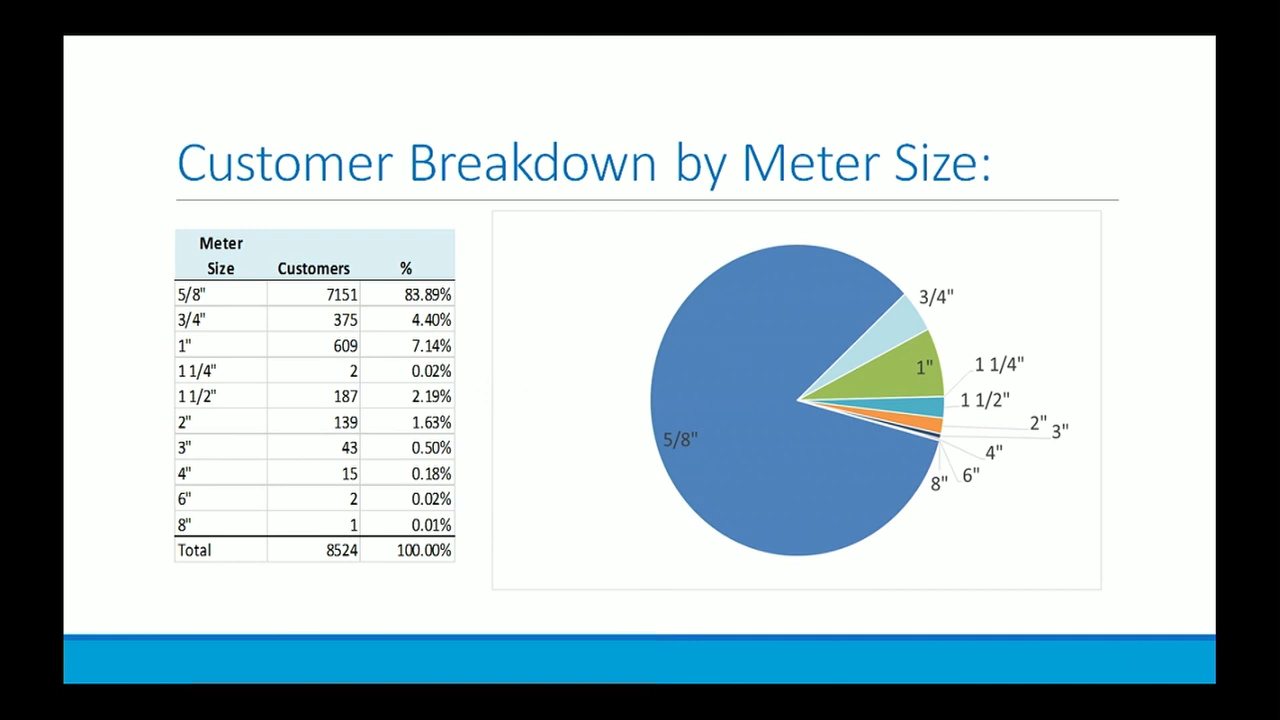 Customer Breakdown by Meter Size:
Meter
Size Customers %
5/8" 7151 83.89%
3/4" 375 4.40%
1" 609 7.14%
1 1/4" 2 0.02%
1 1/2" 187 2.19%
2" 139 1.63%
3" 43 0.50%
4" 15 0.18%
6" 2 0.02%
8" 1 0.01%
Total 8524 100.00%
3/4"
1"
1 1/4"
1 1/2"
2"
3"
5/8"
4"
6"
8"